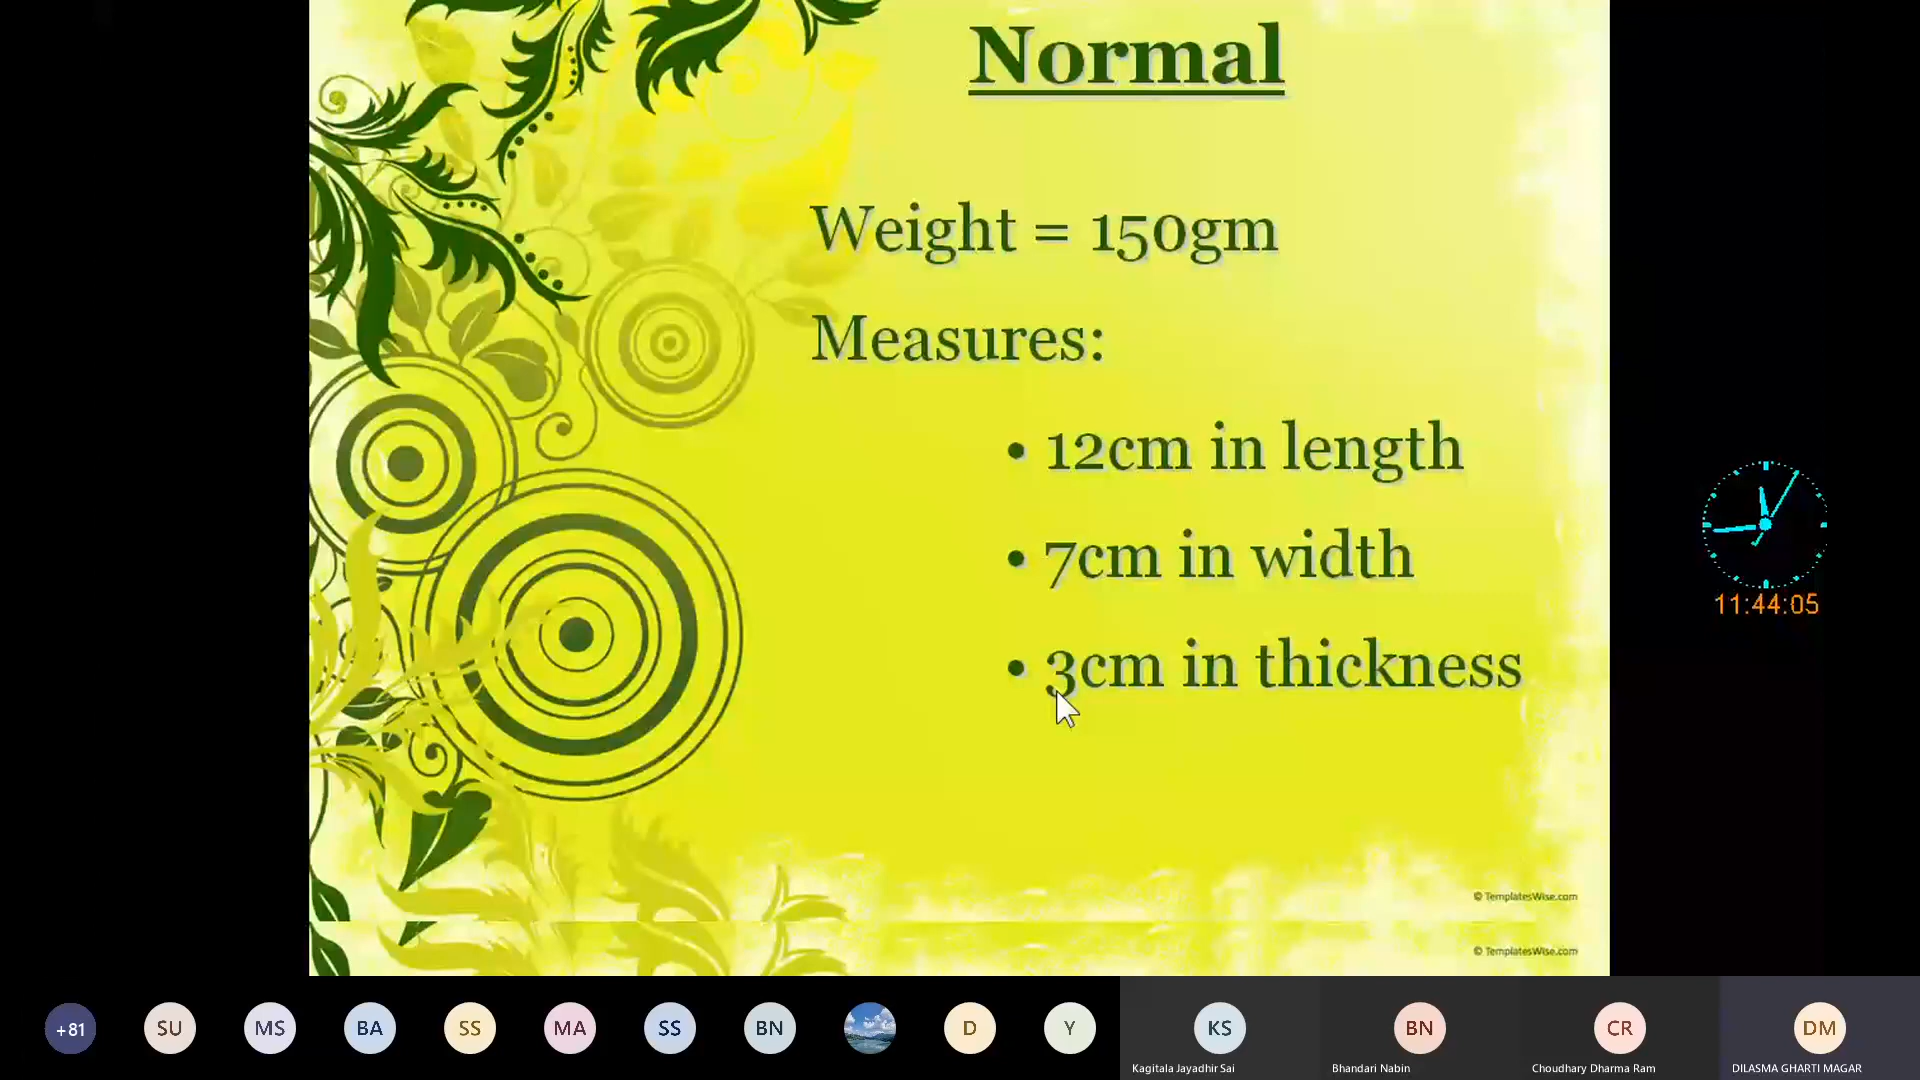 Normal
Weight = 150gm
Measures:
• 12cm in length
• 7cm in width
• 3cm in thickness
11:44:05
© TemplatesWise.com
© TemplatesWise.com
+81
SU
MS
BA
SS
MA
SS
BN
D
Y
KS
BN
CR
DM
Kagitala Jayadhir Sai
Bhandari Nabin
Choudhary Dharma Ram
DILASMA GHARTI MAGAR